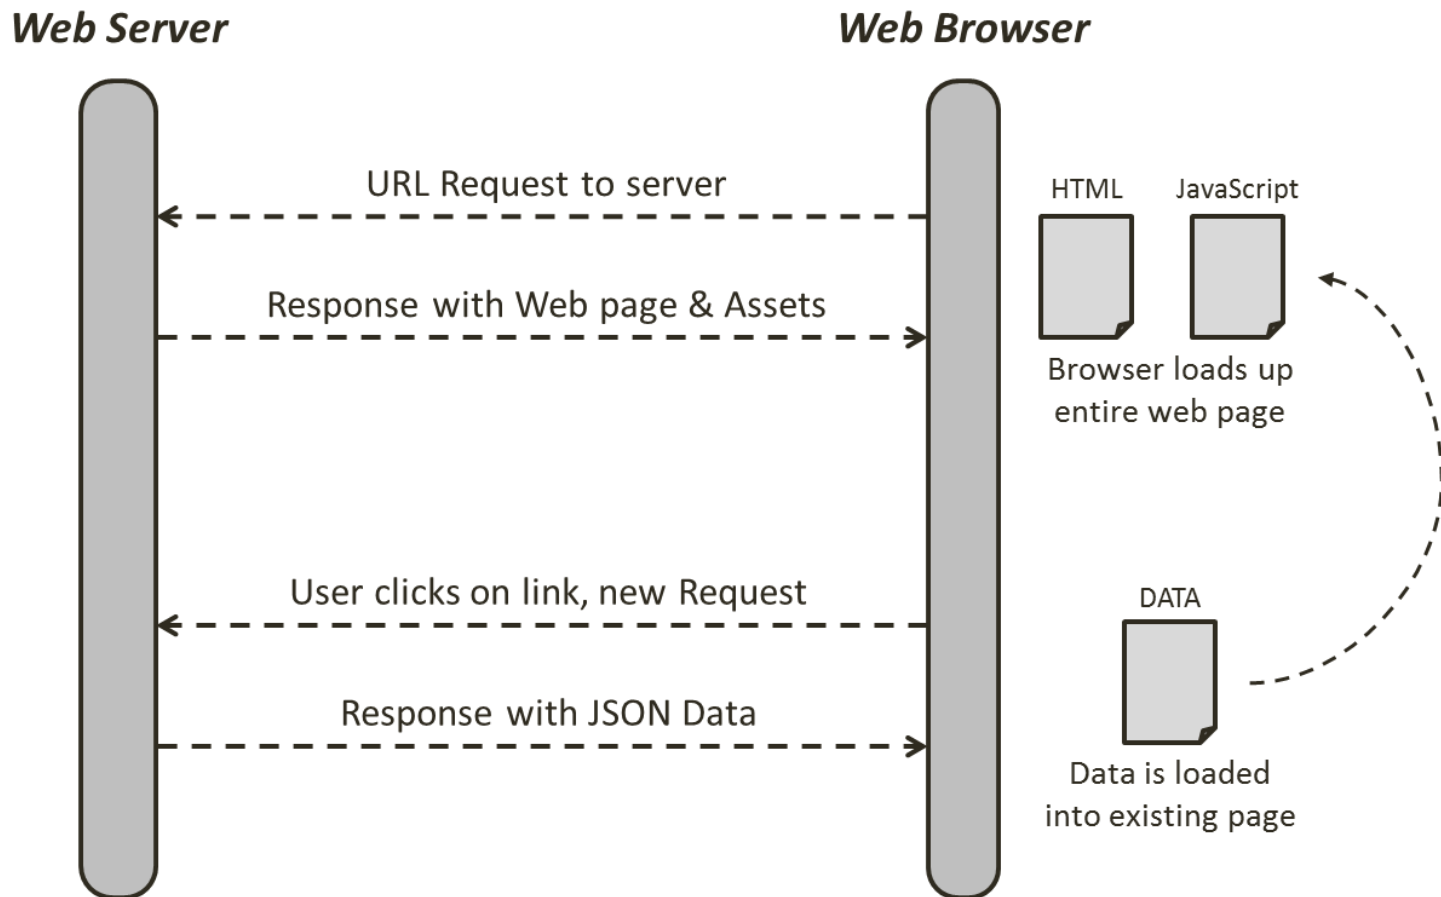 Web Server
Web Browser
URL Request to server
HTML
JavaScript
Response with Web page & Assets
Browser loads up
entire web page
User clicks on link, new Request
DATA
Response with JSON Data
Data is loaded
into existing page